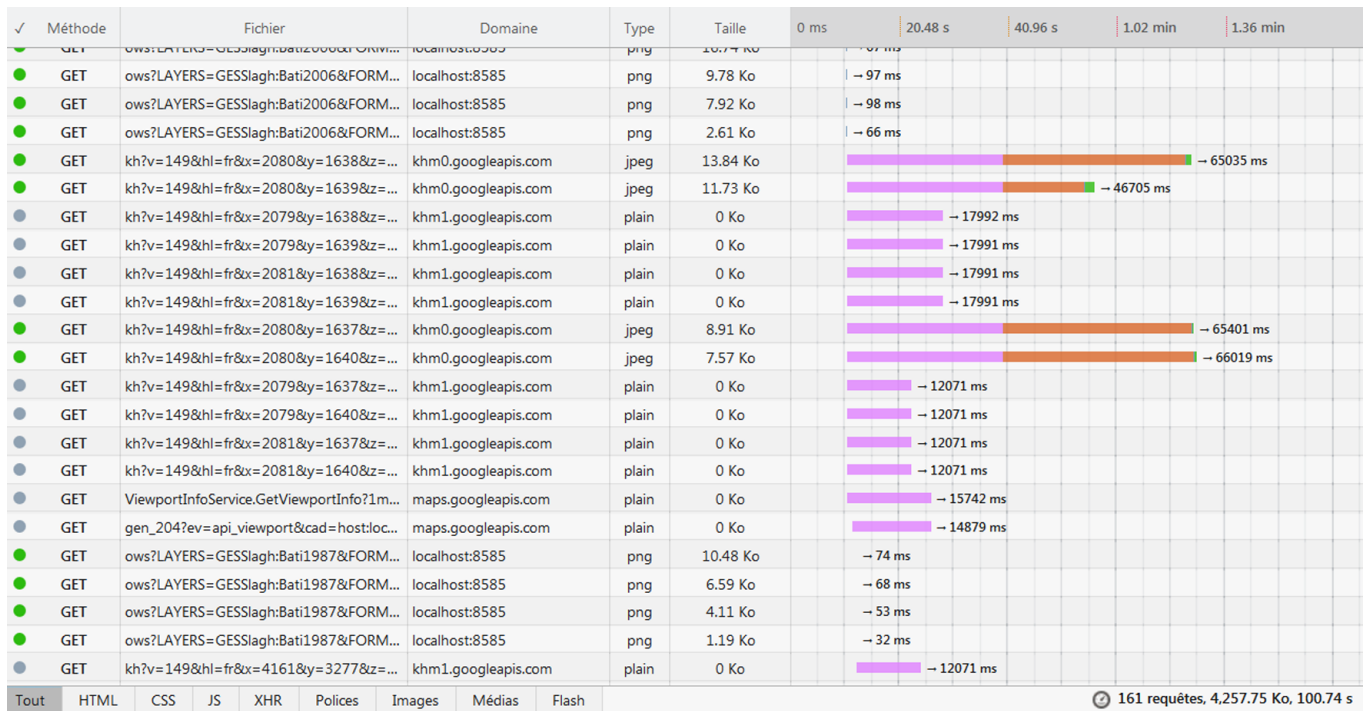 ✓ Méthode Fichier Domaine Type Taille 0 ms 20.48 s 40.96 s 1.02 min 1.36 min
GET ows?LAYERS=GESSlagh:Bati2006&FORM... localhost:8585 png 16.74 Ko → 67 ms
GET ows?LAYERS=GESSlagh:Bati2006&FORM... localhost:8585 png 9.78 Ko → 97 ms
GET ows?LAYERS=GESSlagh:Bati2006&FORM... localhost:8585 png 7.92 Ko → 98 ms
GET ows?LAYERS=GESSlagh:Bati2006&FORM... localhost:8585 png 2.61 Ko → 66 ms
GET kh?v=149&hl=fr&x=2080&y=1638&z=... khm0.googleapis.com jpeg 13.84 Ko → 65035 ms
GET kh?v=149&hl=fr&x=2080&y=1639&z=... khm0.googleapis.com jpeg 11.73 Ko → 46705 ms
GET kh?v=149&hl=fr&x=2079&y=1638&z=... khm1.googleapis.com plain 0 Ko → 17992 ms
GET kh?v=149&hl=fr&x=2079&y=1639&z=... khm1.googleapis.com plain 0 Ko → 17991 ms
GET kh?v=149&hl=fr&x=2081&y=1638&z=... khm1.googleapis.com plain 0 Ko → 17991 ms
GET kh?v=149&hl=fr&x=2081&y=1639&z=... khm1.googleapis.com plain 0 Ko → 17991 ms
GET kh?v=149&hl=fr&x=2080&y=1637&z=... khm0.googleapis.com jpeg 8.91 Ko → 65401 ms
GET kh?v=149&hl=fr&x=2080&y=1640&z=... khm0.googleapis.com jpeg 7.57 Ko → 66019 ms
GET kh?v=149&hl=fr&x=2079&y=1637&z=... khm1.googleapis.com plain 0 Ko → 12071 ms
GET kh?v=149&hl=fr&x=2079&y=1640&z=... khm1.googleapis.com plain 0 Ko → 12071 ms
GET kh?v=149&hl=fr&x=2081&y=1637&z=... khm1.googleapis.com plain 0 Ko → 12071 ms
GET kh?v=149&hl=fr&x=2081&y=1640&z=... khm1.googleapis.com plain 0 Ko → 12071 ms
GET ViewportInfoService.GetViewportInfo?1m... maps.googleapis.com plain 0 Ko → 15742 ms
GET gen_204?ev=api_viewport&cad=host:loc... maps.googleapis.com plain 0 Ko → 14879 ms
GET ows?LAYERS=GESSlagh:Bati1987&FORM... localhost:8585 png 10.48 Ko → 74 ms
GET ows?LAYERS=GESSlagh:Bati1987&FORM... localhost:8585 png 6.59 Ko → 68 ms
GET ows?LAYERS=GESSlagh:Bati1987&FORM... localhost:8585 png 4.11 Ko → 53 ms
GET ows?LAYERS=GESSlagh:Bati1987&FORM... localhost:8585 png 1.19 Ko → 32 ms
GET kh?v=149&hl=fr&x=4161&y=3277&z=... khm1.googleapis.com plain 0 Ko → 12071 ms
Tout HTML CSS JS XHR Polices Images Médias Flash 161 requêtes, 4,257.75 Ko, 100.74 s